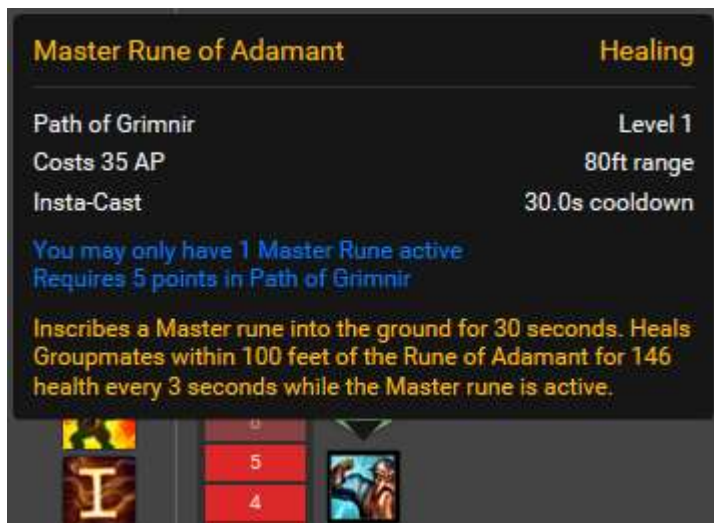 Master Rune of Adamant Healing
Path of Grimnir Level 1
Costs 35 AP 80ft range
Insta-Cast 30.0s cooldown
You may only have 1 Master Rune active
Requires 5 points in Path of Grimnir
Inscribes a Master rune into the ground for 30 seconds. Heals
Groupmates within 100 feet of the Rune of Adamant for 146
health every 3 seconds while the Master rune is active.
5
4